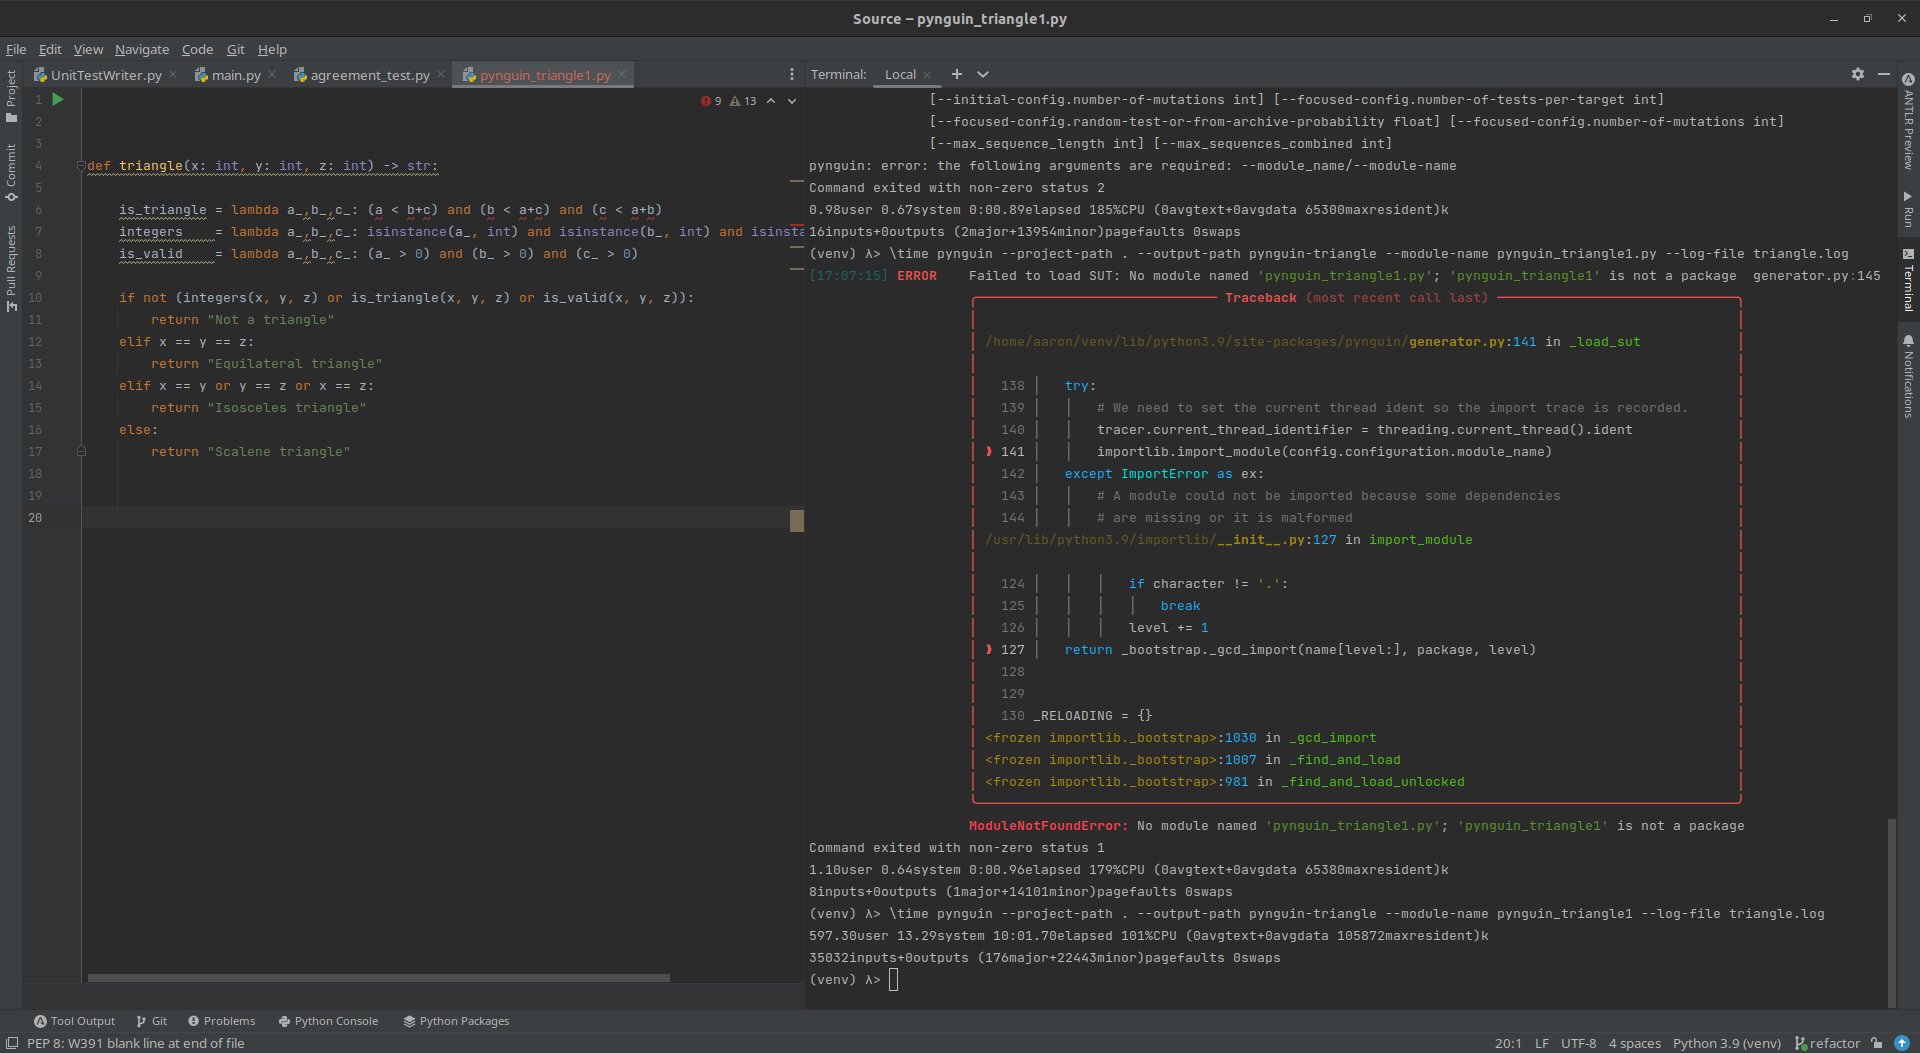 Source – pynguin_triangle1.py
File Edit View Navigate Code Git Help
UnitTestWriter.py main.py agreement_test.py pynguin_triangle1.py
Project
Commit
Pull Requests
9 13
1
2
3
4 def triangle(x: int, y: int, z: int) -> str:
5
6 is_triangle = lambda a_,b_,c_: (a < b+c) and (b < a+c) and (c < a+b)
7 integers = lambda a_,b_,c_: isinstance(a_, int) and isinstance(b_, int) and isinsta
8 is_valid = lambda a_,b_,c_: (a_ > 0) and (b_ > 0) and (c_ > 0)
9
10 if not (integers(x, y, z) or is_triangle(x, y, z) or is_valid(x, y, z)):
11 return "Not a triangle"
12 elif x == y == z:
13 return "Equilateral triangle"
14 elif x == y or y == z or x == z:
15 return "Isosceles triangle"
16 else:
17 return "Scalene triangle"
18
19
20
Terminal: Local
[--initial-config.number-of-mutations int] [--focused-config.number-of-tests-per-target int]
[--focused-config.random-test-or-from-archive-probability float] [--focused-config.number-of-mutations int]
[--max_sequence_length int] [--max_sequences_combined int]
pynguin: error: the following arguments are required: --module_name/--module-name
Command exited with non-zero status 2
0.98user 0.67system 0:00.89elapsed 185%CPU (0avgtext+0avgdata 65300maxresident)k
16inputs+0outputs (2major+13954minor)pagefaults 0swaps
(venv) λ> \time pynguin --project-path . --output-path pynguin-triangle --module-name pynguin_triangle1.py --log-file triangle.log
[17:07:15] ERROR Failed to load SUT: No module named 'pynguin_triangle1.py'; 'pynguin_triangle1' is not a package generator.py:145
Traceback (most recent call last)
/home/aaron/venv/lib/python3.9/site-packages/pynguin/generator.py:141 in _load_sut
138 try:
139 # We need to set the current thread ident so the import trace is recorded.
140 tracer.current_thread_identifier = threading.current_thread().ident
❱ 141 importlib.import_module(config.configuration.module_name)
142 except ImportError as ex:
143 # A module could not be imported because some dependencies
144 # are missing or it is malformed
/usr/lib/python3.9/importlib/__init__.py:127 in import_module
124 if character != '.':
125 break
126 level += 1
❱ 127 return _bootstrap._gcd_import(name[level:], package, level)
128
129
130 _RELOADING = {}
<frozen importlib._bootstrap>:1030 in _gcd_import
<frozen importlib._bootstrap>:1007 in _find_and_load
<frozen importlib._bootstrap>:981 in _find_and_load_unlocked
ModuleNotFoundError: No module named 'pynguin_triangle1.py'; 'pynguin_triangle1' is not a package
Command exited with non-zero status 1
1.10user 0.64system 0:00.96elapsed 179%CPU (0avgtext+0avgdata 65380maxresident)k
8inputs+0outputs (1major+14101minor)pagefaults 0swaps
(venv) λ> \time pynguin --project-path . --output-path pynguin-triangle --module-name pynguin_triangle1 --log-file triangle.log
597.30user 13.29system 10:01.70elapsed 101%CPU (0avgtext+0avgdata 105872maxresident)k
35032inputs+0outputs (176major+22443minor)pagefaults 0swaps
(venv) λ>
ANTLR Preview
Run
Terminal
Notifications
Tool Output Git Problems Python Console Python Packages
PEP 8: W391 blank line at end of file 20:1 LF UTF-8 4 spaces Python 3.9 (venv) refactor